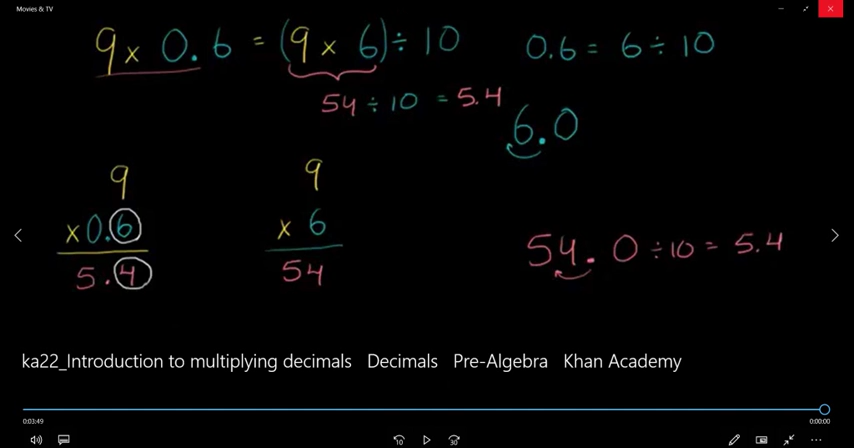 Movies & TV
9 x 0.6 = (9 x 6) ÷ 10
0.6 = 6 ÷ 10
54 ÷ 10 = 5.4
6.0
9
x 0.6
5.4
9
x 6
54
54.0 ÷ 10 = 5.4
ka22_Introduction to multiplying decimals Decimals Pre-Algebra Khan Academy
0:03:49
0:00:00
10
30